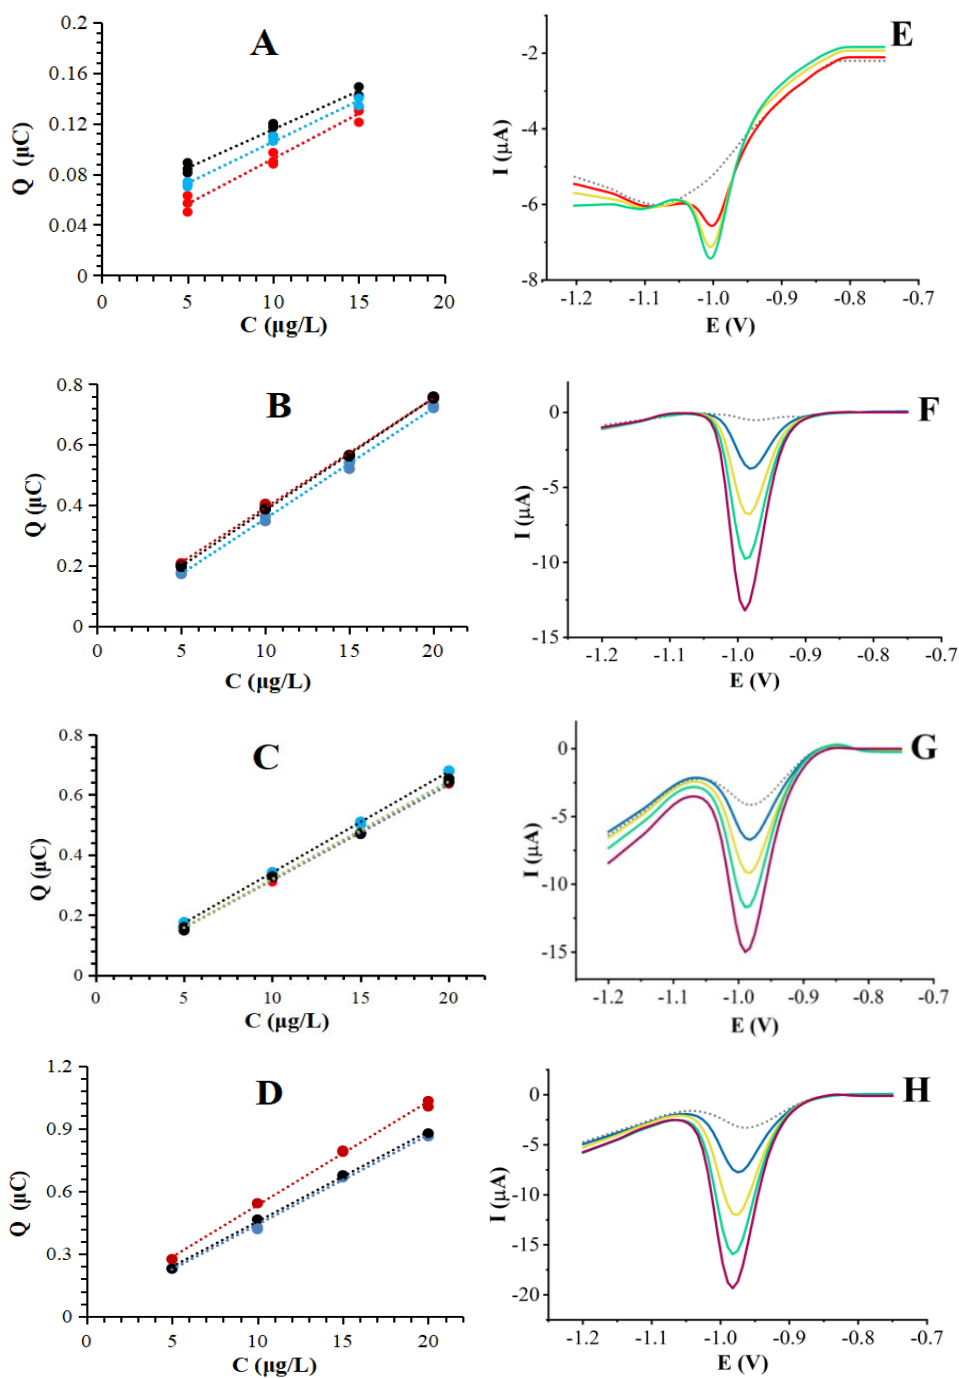 A
Q (µC)
0.2
0.16
0.12
0.08
0.04
0
0 5 10 15 20
C (µg/L)
E
I (µA)
-2
-4
-6
-8
-1.2 -1.1 -1.0 -0.9 -0.8 -0.7
E (V)
B
Q (µC)
0.8
0.6
0.4
0.2
0
0 5 10 15 20
C (µg/L)
F
I (µA)
0
-5
-10
-15
-1.2 -1.1 -1.0 -0.9 -0.8 -0.7
E (V)
C
Q (µC)
0.8
0.6
0.4
0.2
0
0 5 10 15 20
C (µg/L)
G
I (µA)
0
-5
-10
-15
-1.2 -1.1 -1.0 -0.9 -0.8 -0.7
E (V)
D
Q (µC)
1.2
0.9
0.6
0.3
0
0 5 10 15 20
C (µg/L)
H
I (µA)
0
-5
-10
-15
-20
-1.2 -1.1 -1.0 -0.9 -0.8 -0.7
E (V)